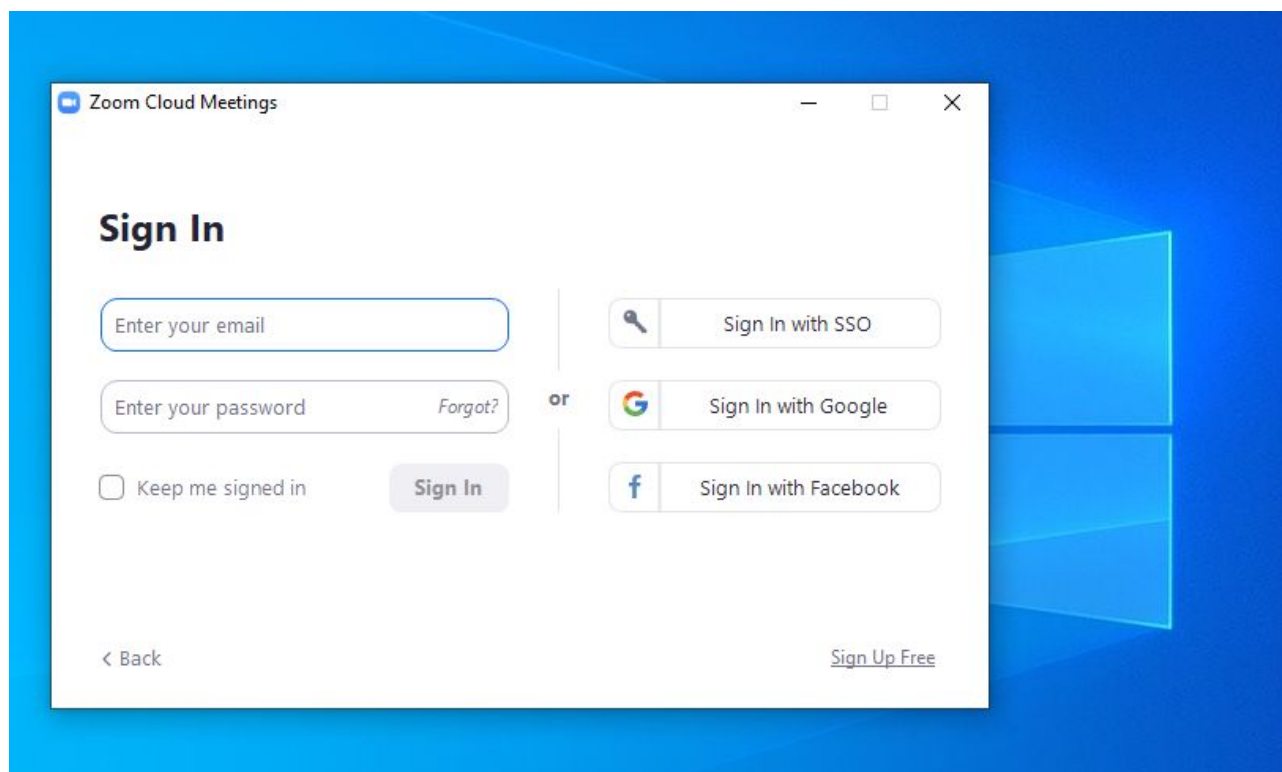 Zoom Cloud Meetings
Sign In
Enter your email
Enter your password
Forgot?
Keep me signed in
Sign In
or
Sign In with SSO
Sign In with Google
Sign In with Facebook
< Back
Sign Up Free